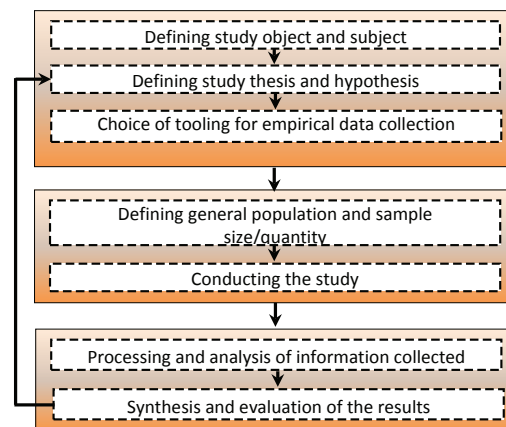 Defining study object and subject
Defining study thesis and hypothesis
Choice of tooling for empirical data collection
Defining general population and sample
size/quantity
Conducting the study
Processing and analysis of information collected
Synthesis and evaluation of the results